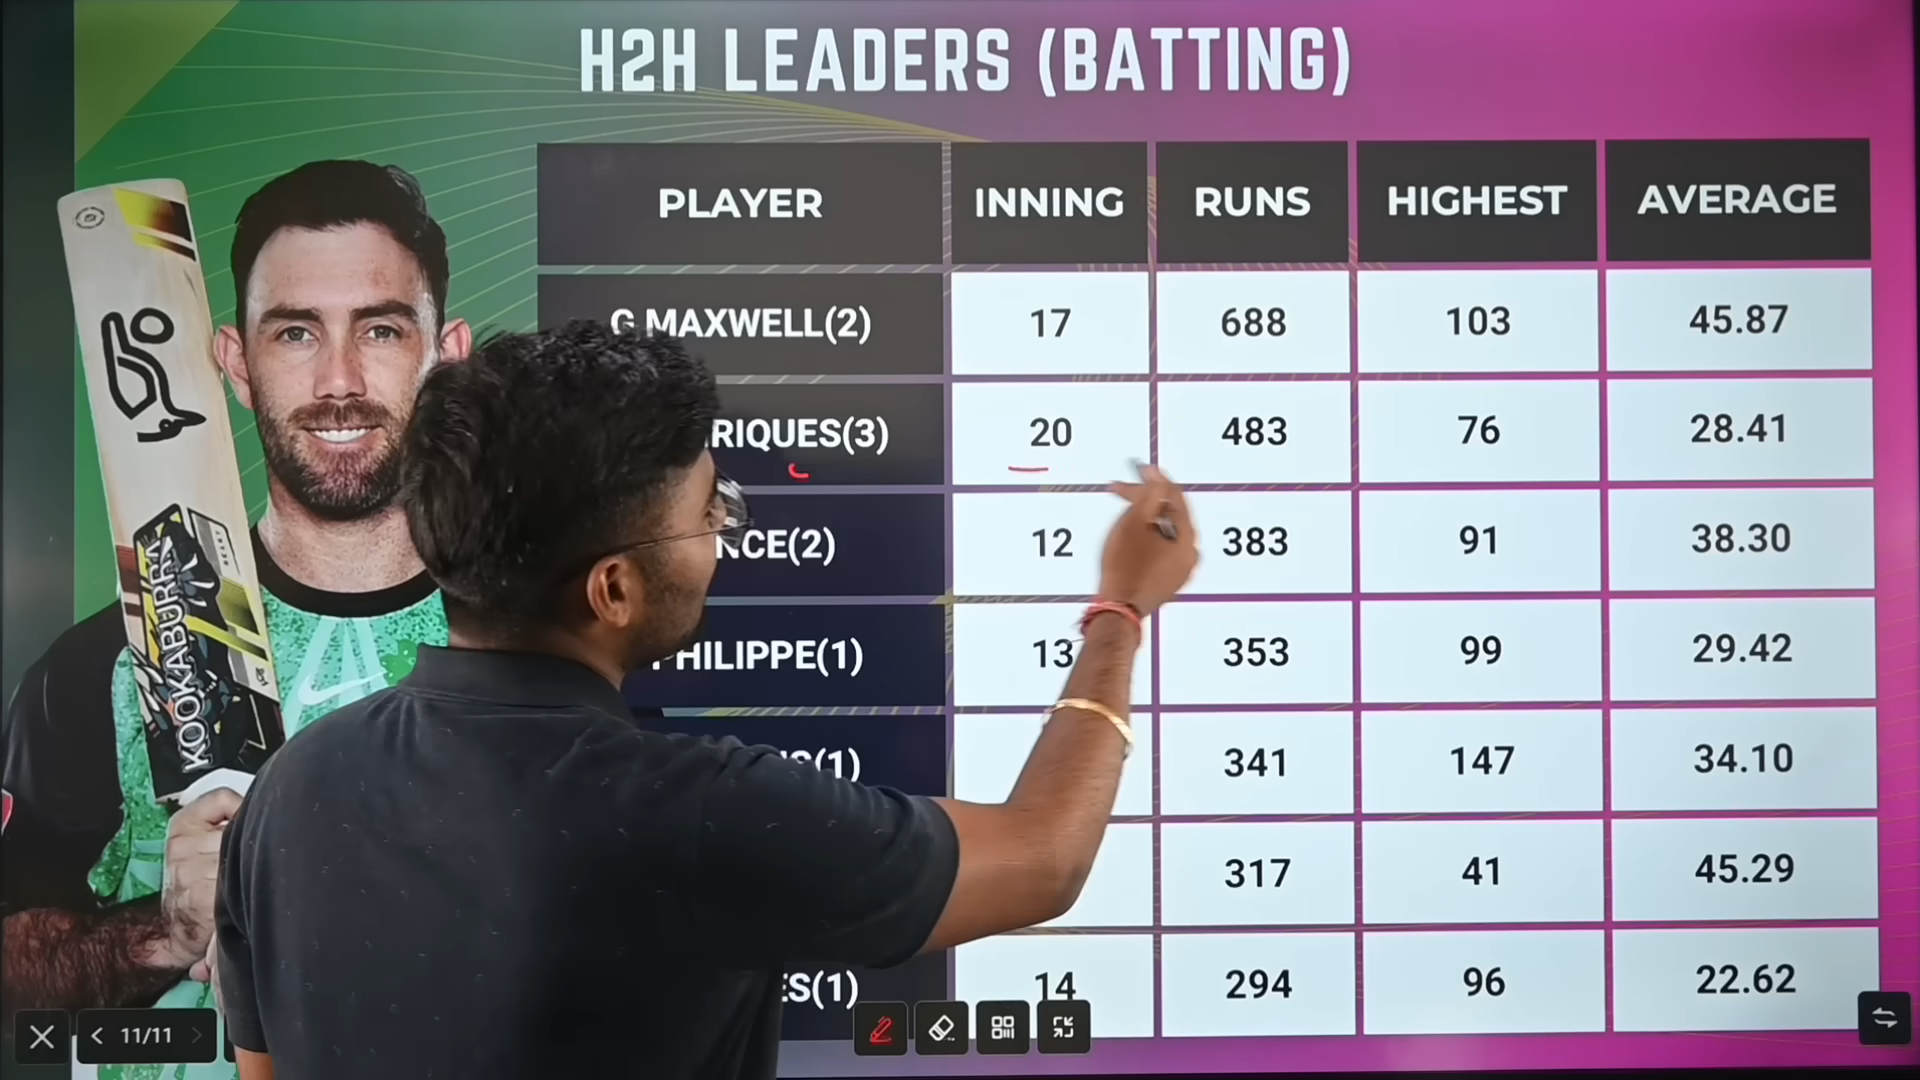 H2H LEADERS (BATTING)
PLAYER INNING RUNS HIGHEST AVERAGE
G MAXWELL(2) 17 688 103 45.87
RIQUES(3) 20 483 76 28.41
NCE(2) 12 383 91 38.30
PHILIPPE(1) 13 353 99 29.42
(1) 341 147 34.10
317 41 45.29
ES(1) 14 294 96 22.62
KOOKABURRA
11/11